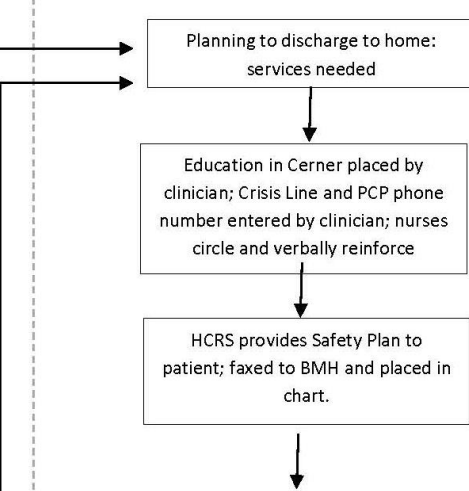 Planning to discharge to home:
services needed
Education in Cerner placed by
clinician; Crisis Line and PCP phone
number entered by clinician; nurses
circle and verbally reinforce
HCRS provides Safety Plan to
patient; faxed to BMH and placed in
chart.